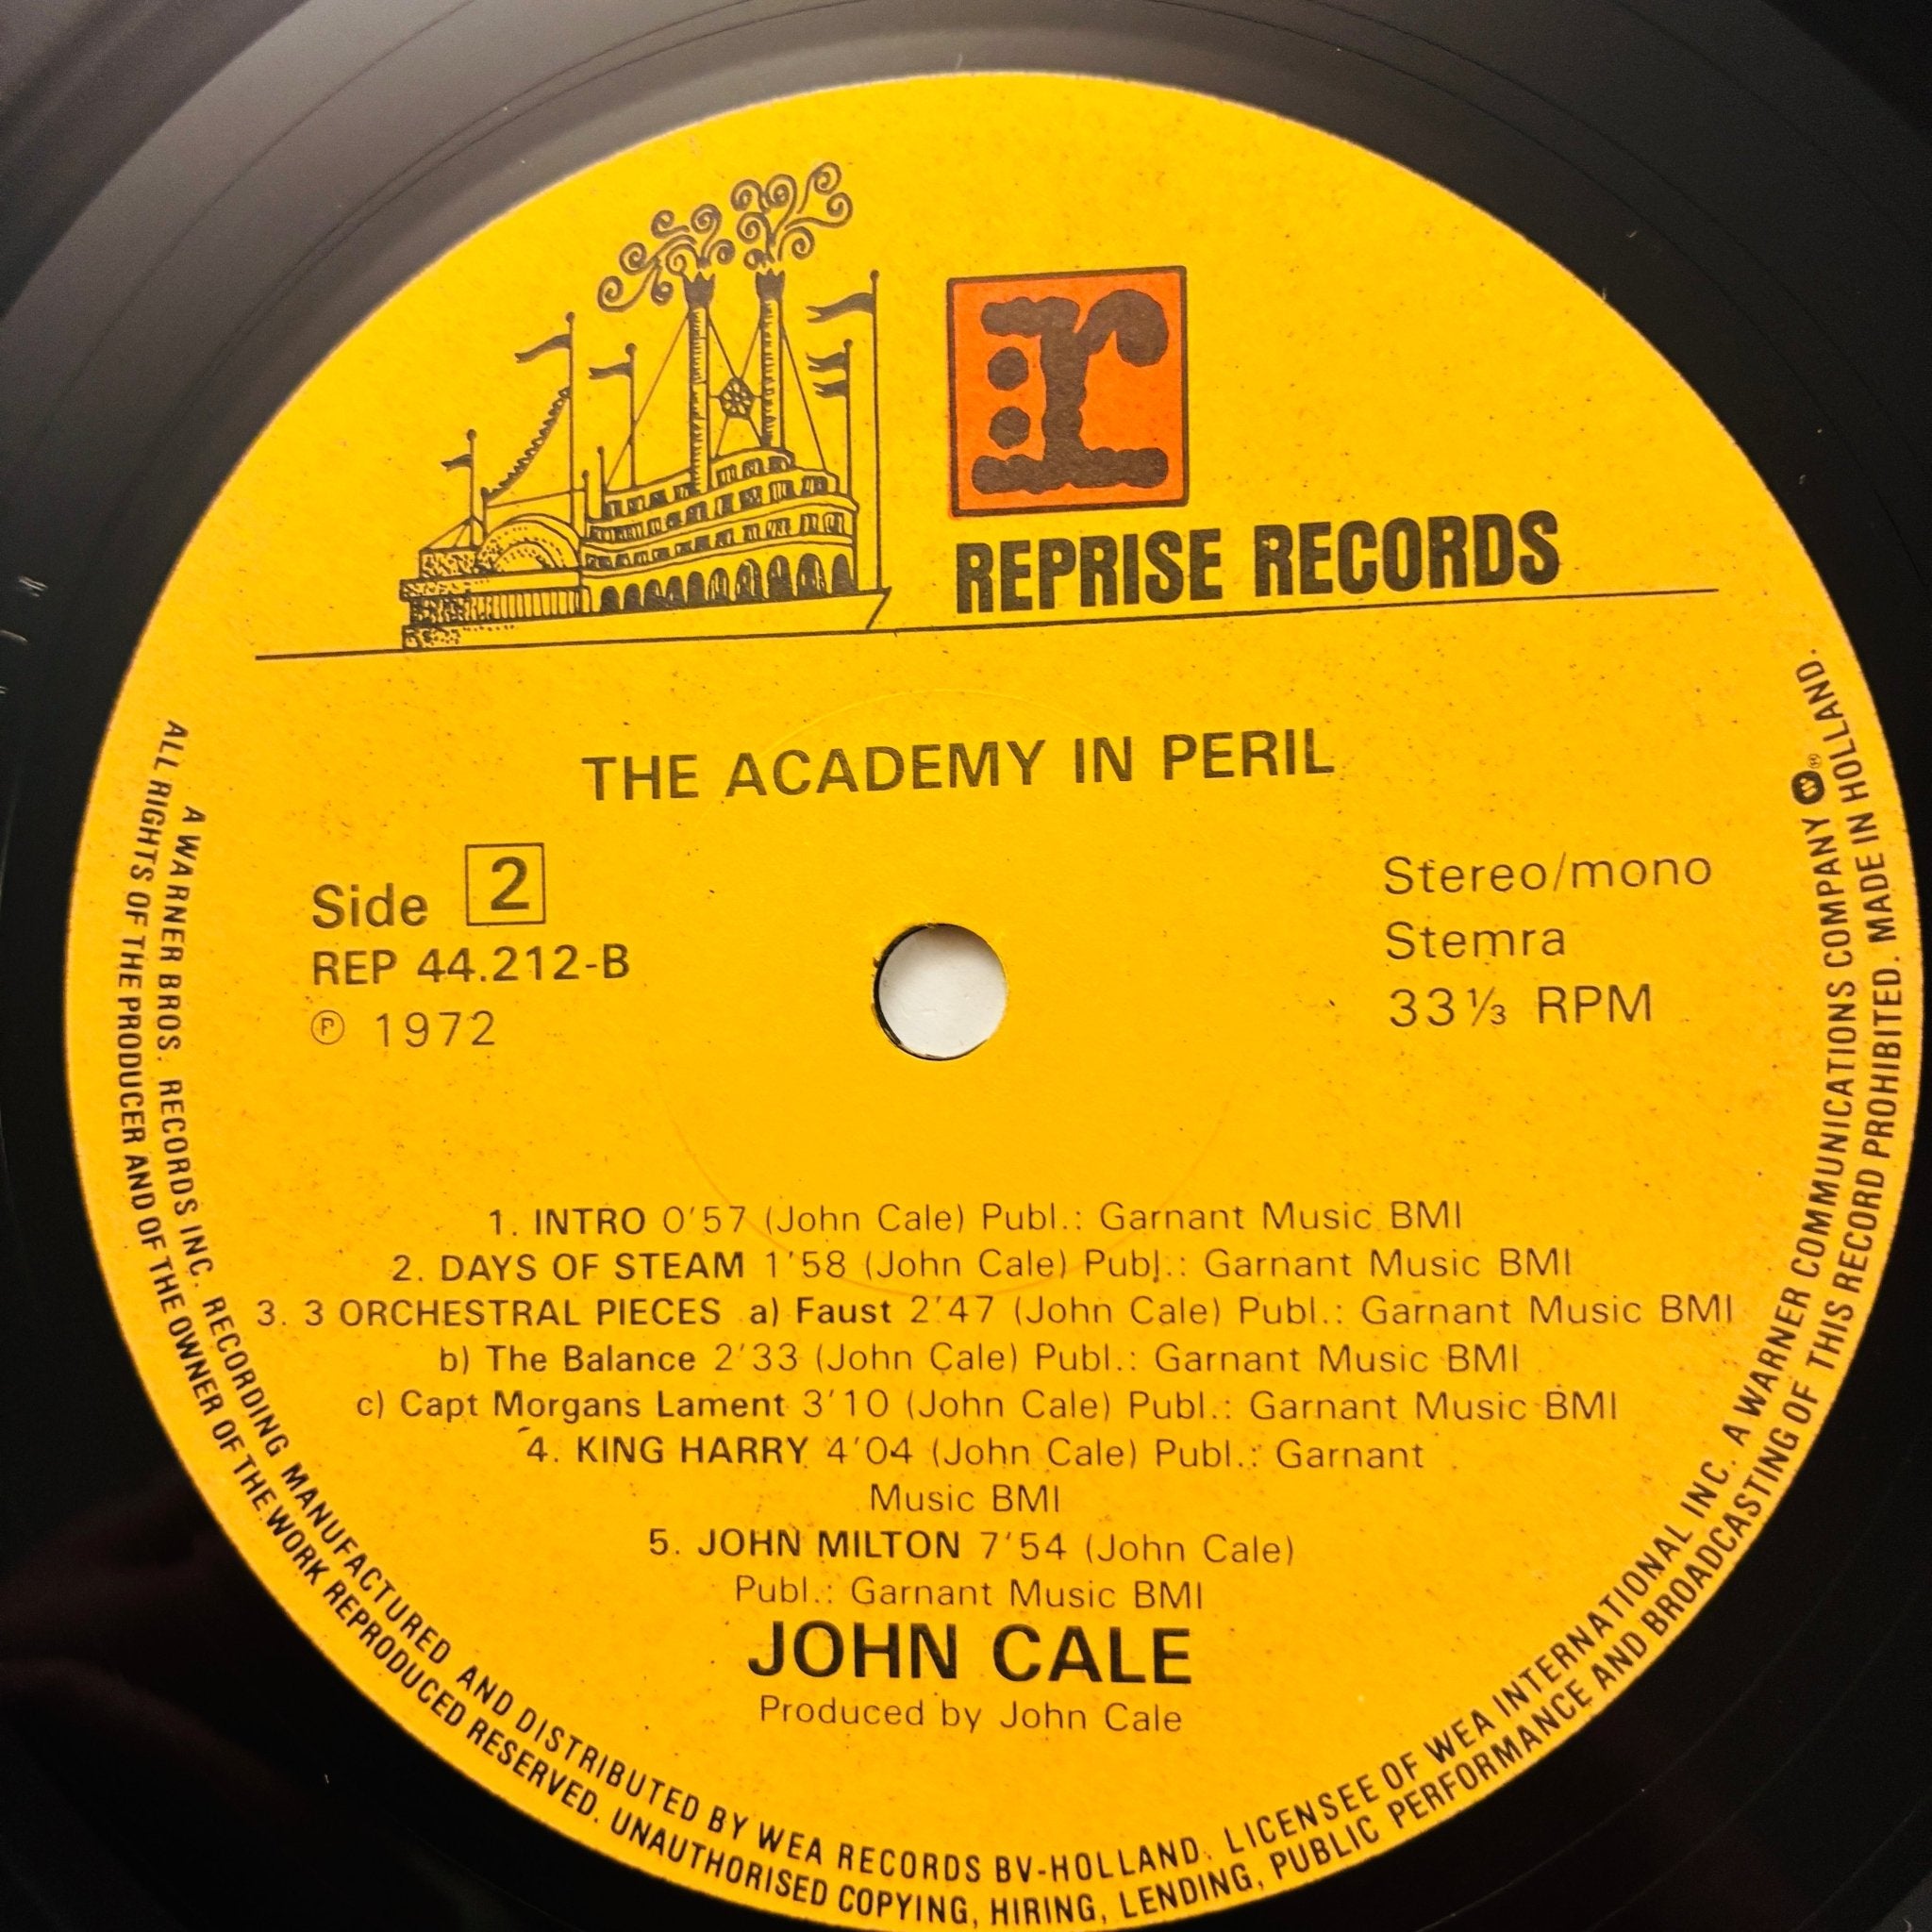 r
REPRISE RECORDS
THE ACADEMY IN PERIL
Side 2
REP 44.212-B
℗ 1972
Stereo/mono
Stemra
33⅓ RPM
1. INTRO 0'57 (John Cale) Publ.: Garnant Music BMI
2. DAYS OF STEAM 1'58 (John Cale) Publ.: Garnant Music BMI
3. 3 ORCHESTRAL PIECES a) Faust 2'47 (John Cale) Publ.: Garnant Music BMI
b) The Balance 2'33 (John Cale) Publ.: Garnant Music BMI
c) Capt Morgans Lament 3'10 (John Cale) Publ.: Garnant Music BMI
4. KING HARRY 4'04 (John Cale) Publ.: Garnant
Music BMI
5. JOHN MILTON 7'54 (John Cale)
Publ.: Garnant Music BMI
JOHN CALE
Produced by John Cale
A WARNER BROS. RECORDS INC. RECORDING MANUFACTURED AND DISTRIBUTED BY WEA RECORDS BV-HOLLAND. LICENSEE OF WEA INTERNATIONAL INC. A WARNER COMMUNICATIONS COMPANY W®
ALL RIGHTS OF THE PRODUCER AND OF THE OWNER OF THE WORK REPRODUCED RESERVED. UNAUTHORISED COPYING, HIRING, LENDING, PUBLIC PERFORMANCE AND BROADCASTING OF THIS RECORD PROHIBITED. MADE IN HOLLAND.